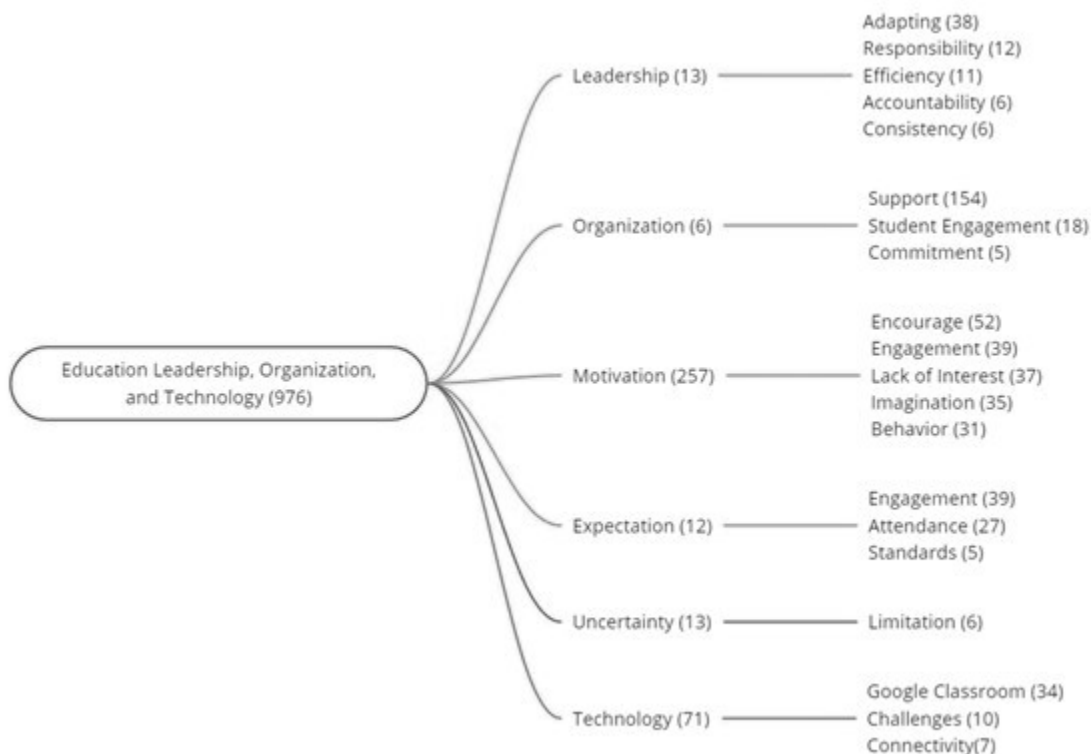 Education Leadership, Organization,
and Technology (976)
Leadership (13)
Adapting (38)
Responsibility (12)
Efficiency (11)
Accountability (6)
Consistency (6)
Organization (6)
Support (154)
Student Engagement (18)
Commitment (5)
Motivation (257)
Encourage (52)
Engagement (39)
Lack of Interest (37)
Imagination (35)
Behavior (31)
Expectation (12)
Engagement (39)
Attendance (27)
Standards (5)
Uncertainty (13)
Limitation (6)
Technology (71)
Google Classroom (34)
Challenges (10)
Connectivity(7)